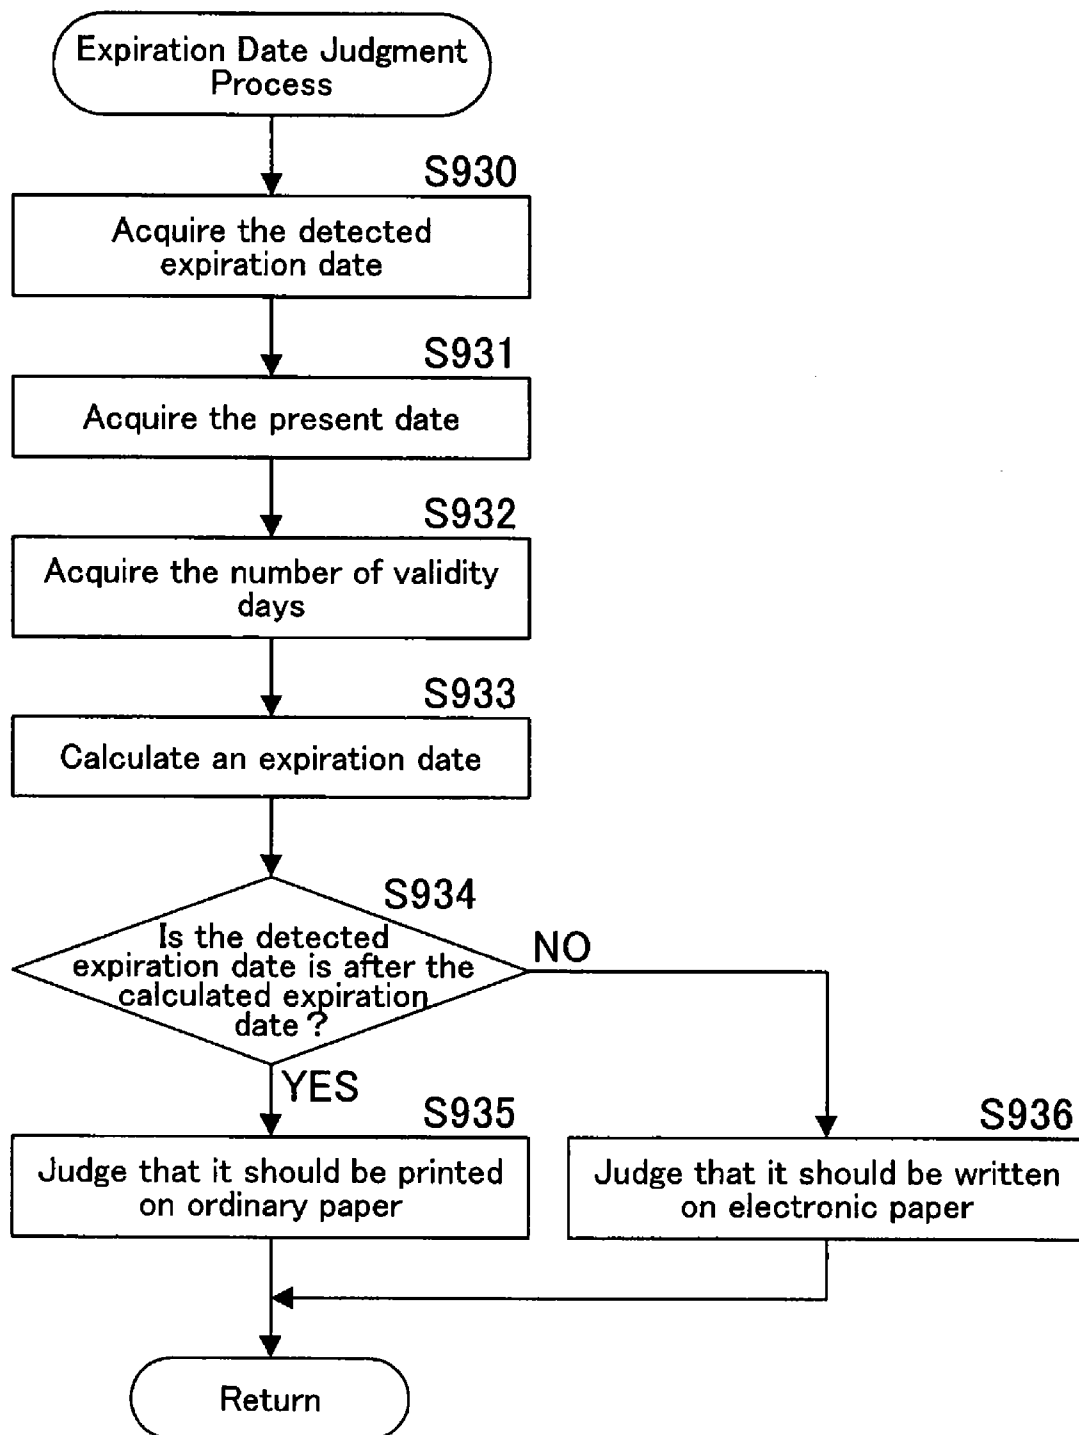 Expiration Date Judgment
Process
S930
Acquire the detected
expiration date
S931
Acquire the present date
S932
Acquire the number of validity
days
S933
Calculate an expiration date
S934
Is the detected
expiration date is after the
calculated expiration
date?
NO
YES
S935
Judge that it should be printed
on ordinary paper
S936
Judge that it should be written
on electronic paper
Return